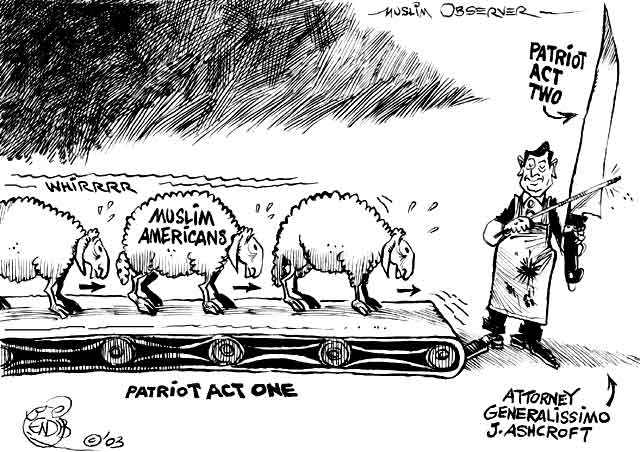 MUSLIM OBSERVER
PATRIOT
ACT
TWO
WHIRRRR
MUSLIM
AMERICANS
PATRIOT ACT ONE
ATTORNEY
GENERALISSIMO
J. ASHCROFT
©'03